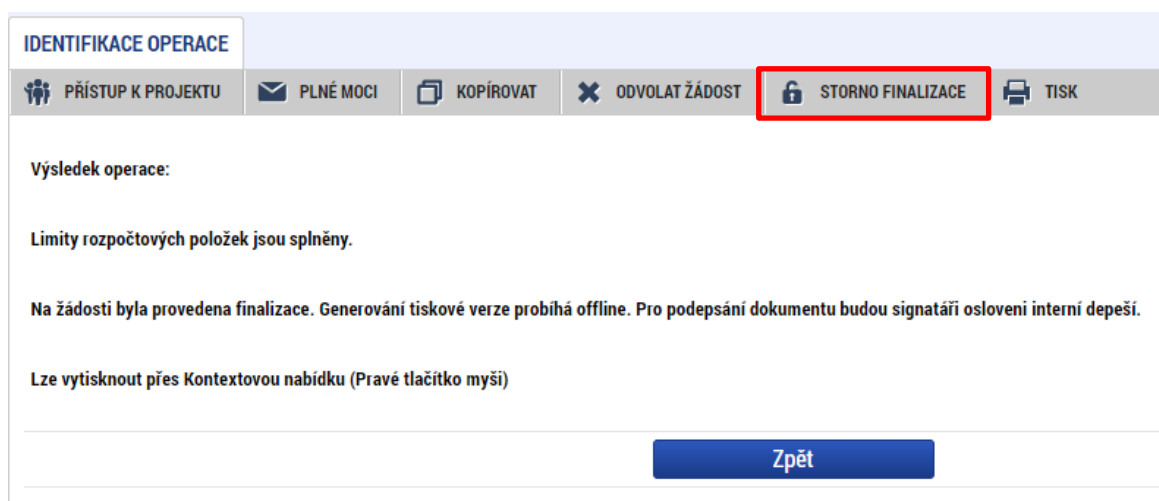 IDENTIFIKACE OPERACE
PŘÍSTUP K PROJEKTU PLNÉ MOCI KOPÍROVAT ODVOLAT ŽÁDOST STORNO FINALIZACE TISK
Výsledek operace:
Limity rozpočtových položek jsou splněny.
Na žádosti byla provedena finalizace. Generování tiskové verze probíhá offline. Pro podepsání dokumentu budou signatáři osloveni interní depeší.
Lze vytisknout přes Kontextovou nabídku (Pravé tlačítko myši)
Zpět